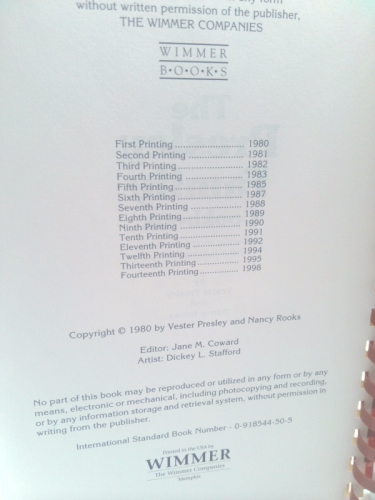 any form
without written permission of the publisher,
THE WIMMER COMPANIES
WIMMER
B•O•O•K•S
First Printing ........................ 1980
Second Printing ................... 1981
Third Printing ....................... 1982
Fourth Printing .................... 1983
Fifth Printing ....................... 1985
Sixth Printing ....................... 1987
Seventh Printing ................... 1988
Eighth Printing .................... 1989
Ninth Printing ...................... 1990
Tenth Printing ...................... 1991
Eleventh Printing ................. 1992
Twelfth Printing ................... 1994
Thirteenth Printing .............. 1995
Fourteenth Printing ............. 1998
Copyright © 1980 by Vester Presley and Nancy Rooks
Editor: Jane M. Coward
Artist: Dickey L. Stafford
No part of this book may be reproduced or utilized in any form or by any
means, electronic or mechanical, including photocopying and recording,
or by any information storage and retrieval system, without permission in
writing from the publisher.
International Standard Book Number - 0-918544-50-5
Printed in the USA by
WIMMER
The Wimmer Companies
Memphis